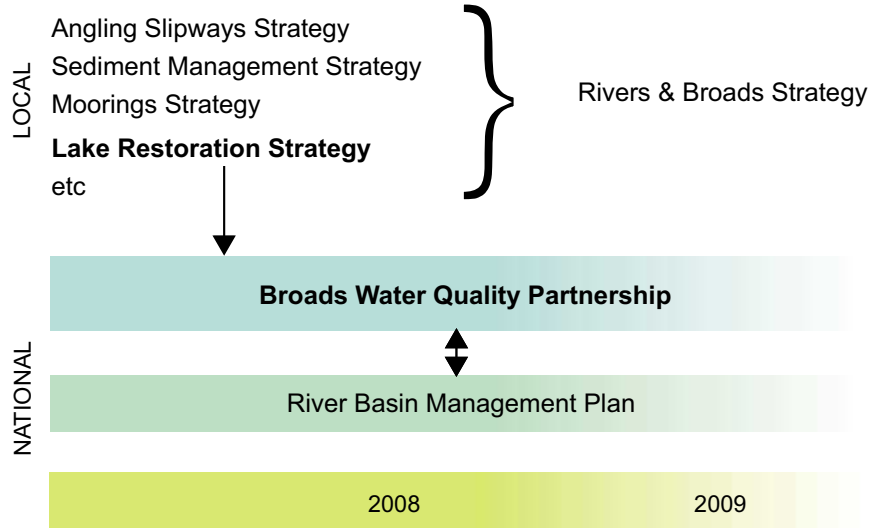 LOCAL
Angling Slipways Strategy
Sediment Management Strategy
Moorings Strategy
Lake Restoration Strategy
etc
Rivers & Broads Strategy
Broads Water Quality Partnership
NATIONAL
River Basin Management Plan
2008
2009